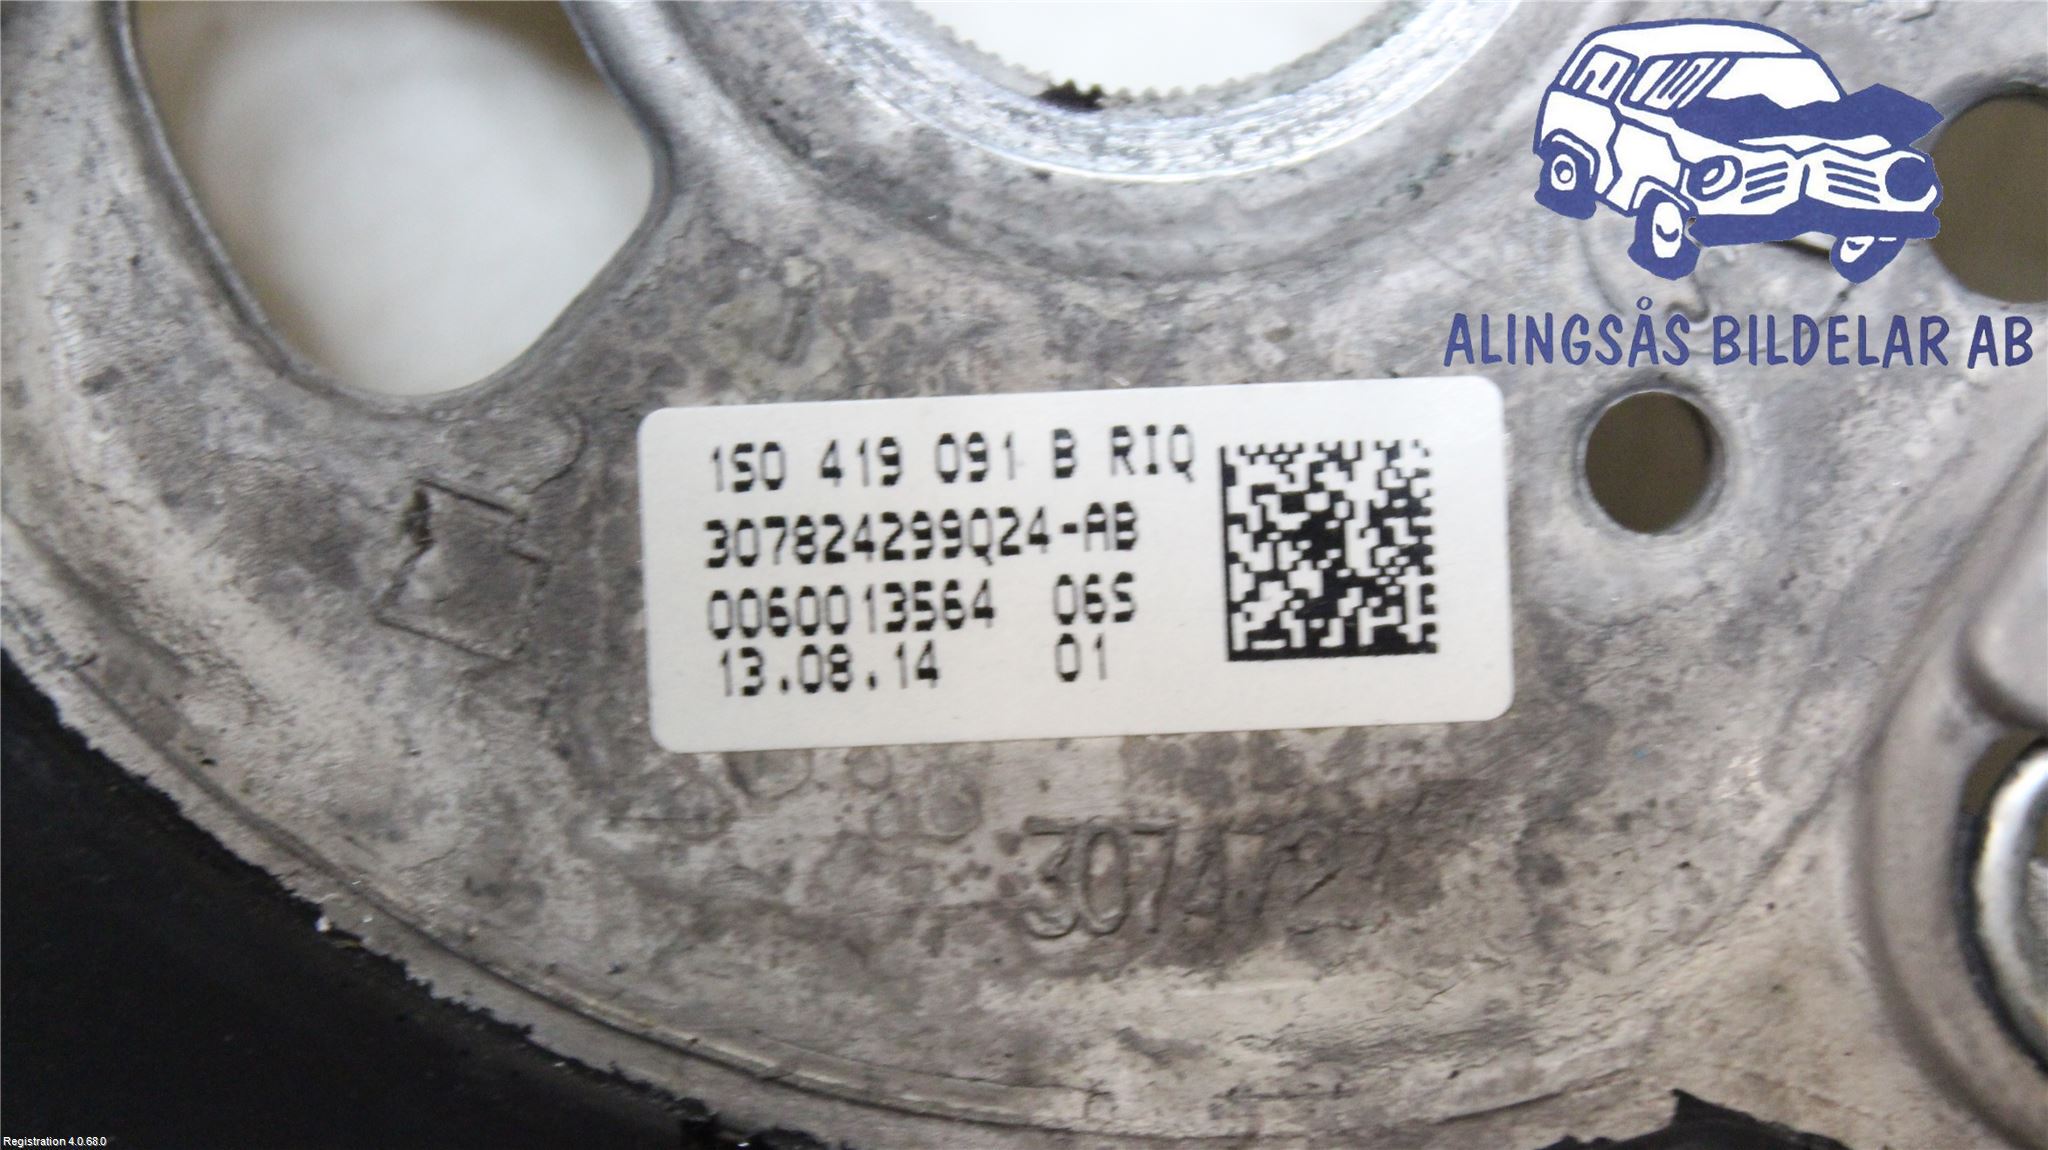 ALINGSÅS BILDELAR AB
1S0 419 091 B RIQ
307824299Q24-AB
0060013564 06S
13.08.14 01
Registration 4.0.68.0